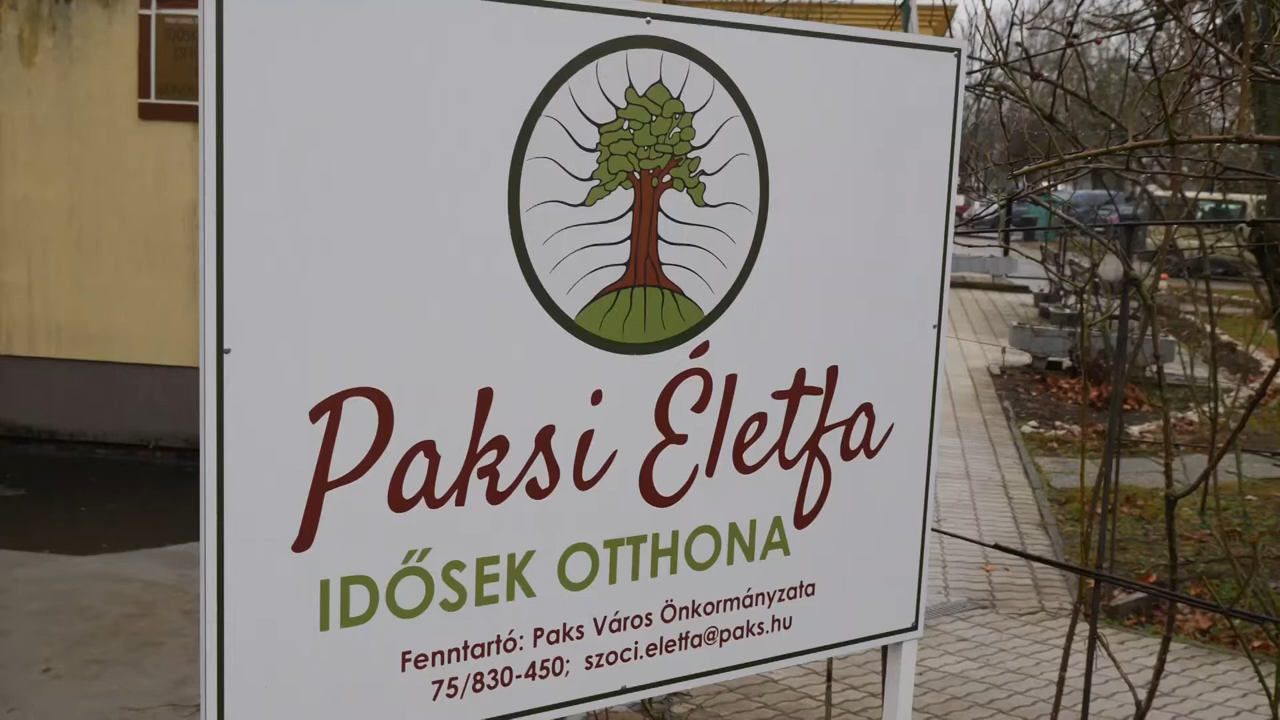 Paksi Életfa
IDŐSEK OTTHONA
Fenntartó: Paks Város Önkormányzata
75/830-450; szoci.eletfa@paks.hu